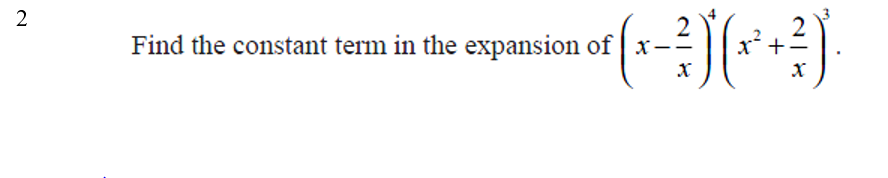 2
Find the constant term in the expansion of (x − 2/x)⁴ (x² + 2/x)³.